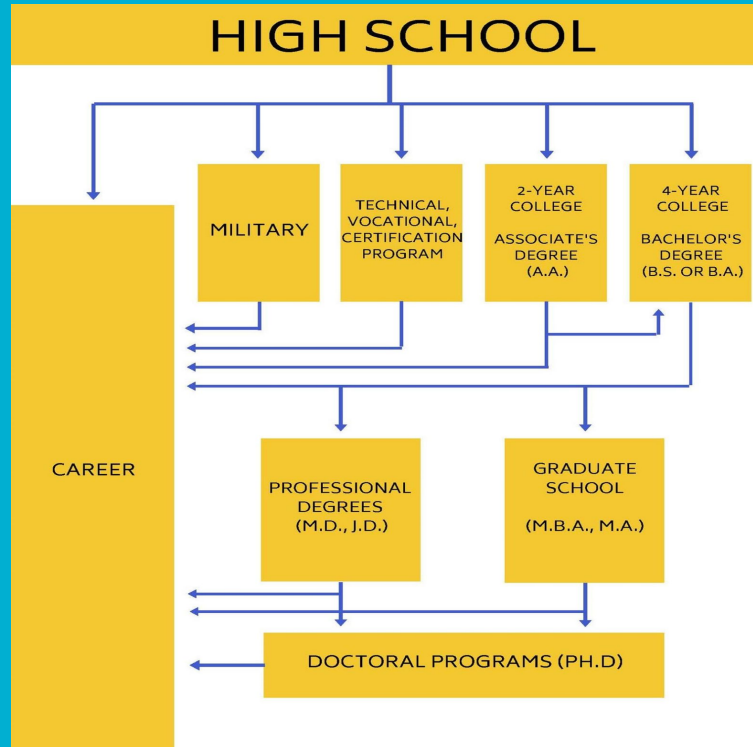 HIGH SCHOOL
MILITARY
TECHNICAL,
VOCATIONAL,
CERTIFICATION
PROGRAM
2-YEAR
COLLEGE
ASSOCIATE'S
DEGREE
(A.A.)
4-YEAR
COLLEGE
BACHELOR'S
DEGREE
(B.S. OR B.A.)
CAREER
PROFESSIONAL
DEGREES
(M.D., J.D.)
GRADUATE
SCHOOL
(M.B.A., M.A.)
DOCTORAL PROGRAMS (PH.D)